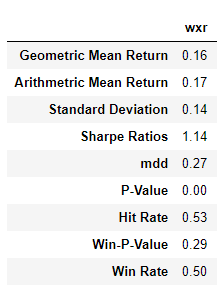 wxr
Geometric Mean Return 0.16
Arithmetic Mean Return 0.17
Standard Deviation 0.14
Sharpe Ratios 1.14
mdd 0.27
P-Value 0.00
Hit Rate 0.53
Win-P-Value 0.29
Win Rate 0.50